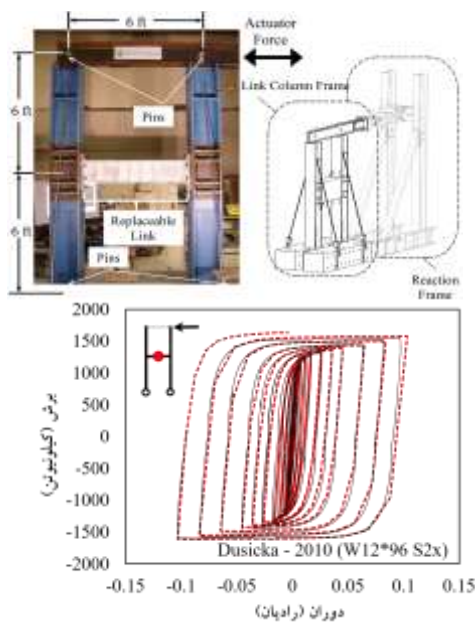 6 ft
Actuator
Force
Link Column Frame
6 ft
Pins
Replaceable
Link
6 ft
Pins
Reaction
Frame
2000
1500
1000
500
0
-500
-1000
-1500
-2000
برش (کیلونیوتن)
Dusicka - 2010 (W12*96 S2x)
-0.15
-0.1
-0.05
0
0.05
0.1
0.15
دوران (رادیان)